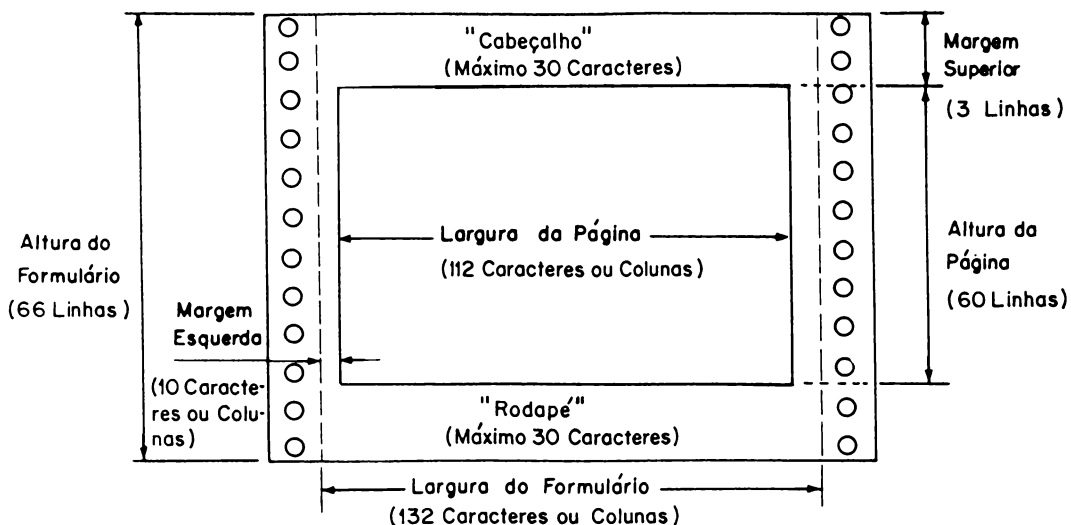 "Cabeçalho"
(Máximo 30 Caracteres)
Margem
Superior
(3 Linhas)
Altura do
Formulário
(66 Linhas)
Largura da Página
(112 Caracteres ou Colunas)
Altura da
Página
(60 Linhas)
Margem
Esquerda
(10 Caracte-
res ou Colu-
nas)
"Rodapé"
(Máximo 30 Caracteres)
Largura do Formulário
(132 Caracteres ou Colunas)